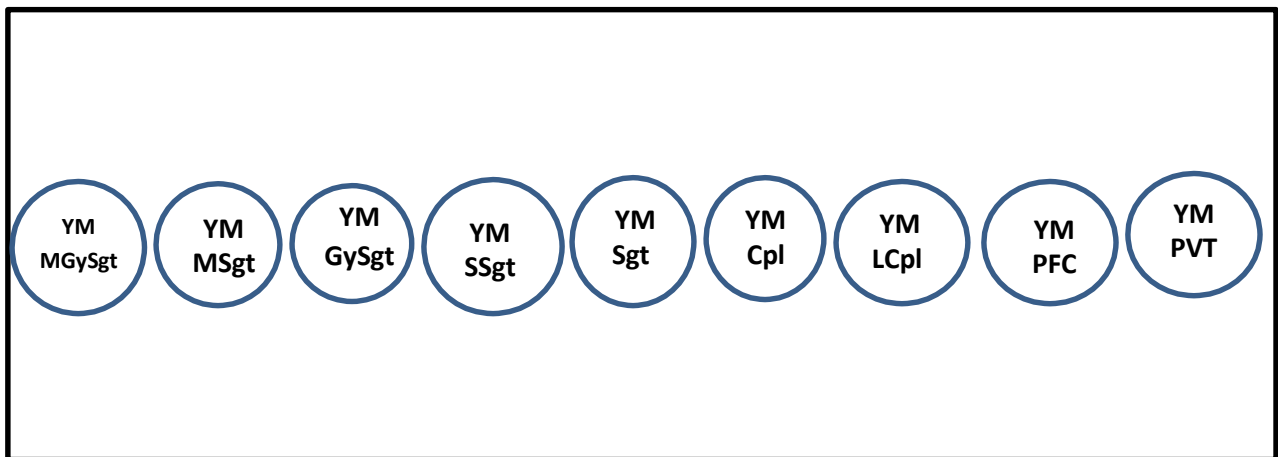 YM
MGySgt
YM
MSgt
YM
GySgt
YM
SSgt
YM
Sgt
YM
Cpl
YM
LCpl
YM
PFC
YM
PVT